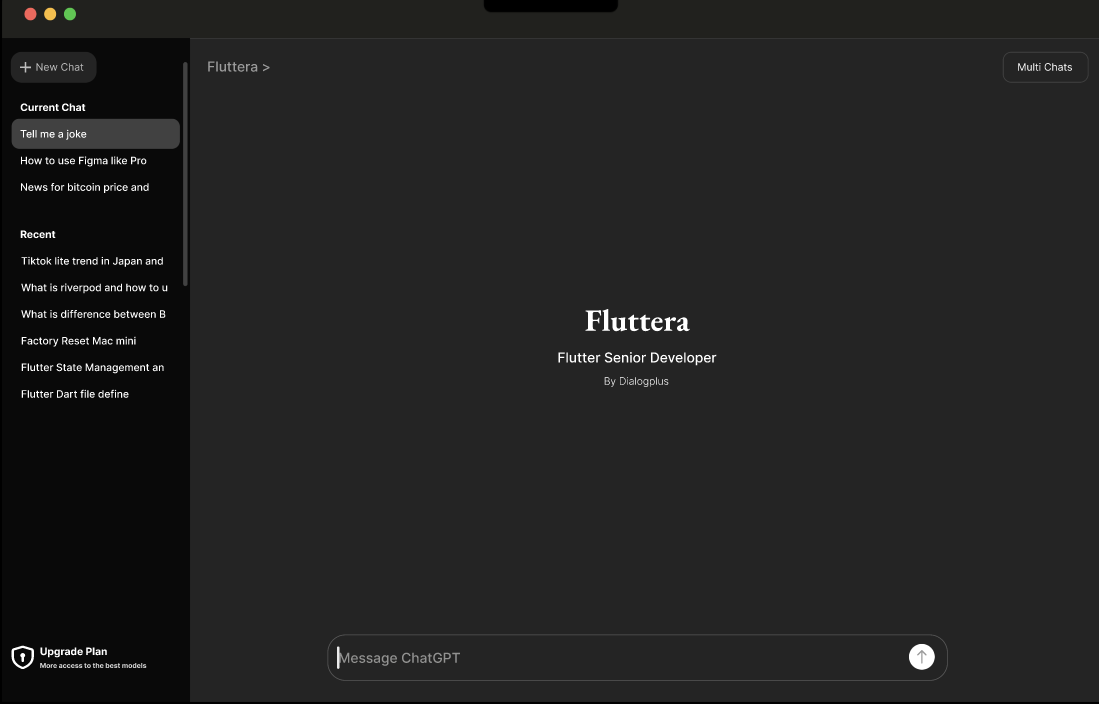 New Chat
Current Chat
Tell me a joke
How to use Figma like Pro
News for bitcoin price and
Recent
Tiktok lite trend in Japan and
What is riverpod and how to u
What is difference between B
Factory Reset Mac mini
Flutter State Management an
Flutter Dart file define
Upgrade Plan
More access to the best models
Fluttera >
Multi Chats
Fluttera
Flutter Senior Developer
By Dialogplus
Message ChatGPT